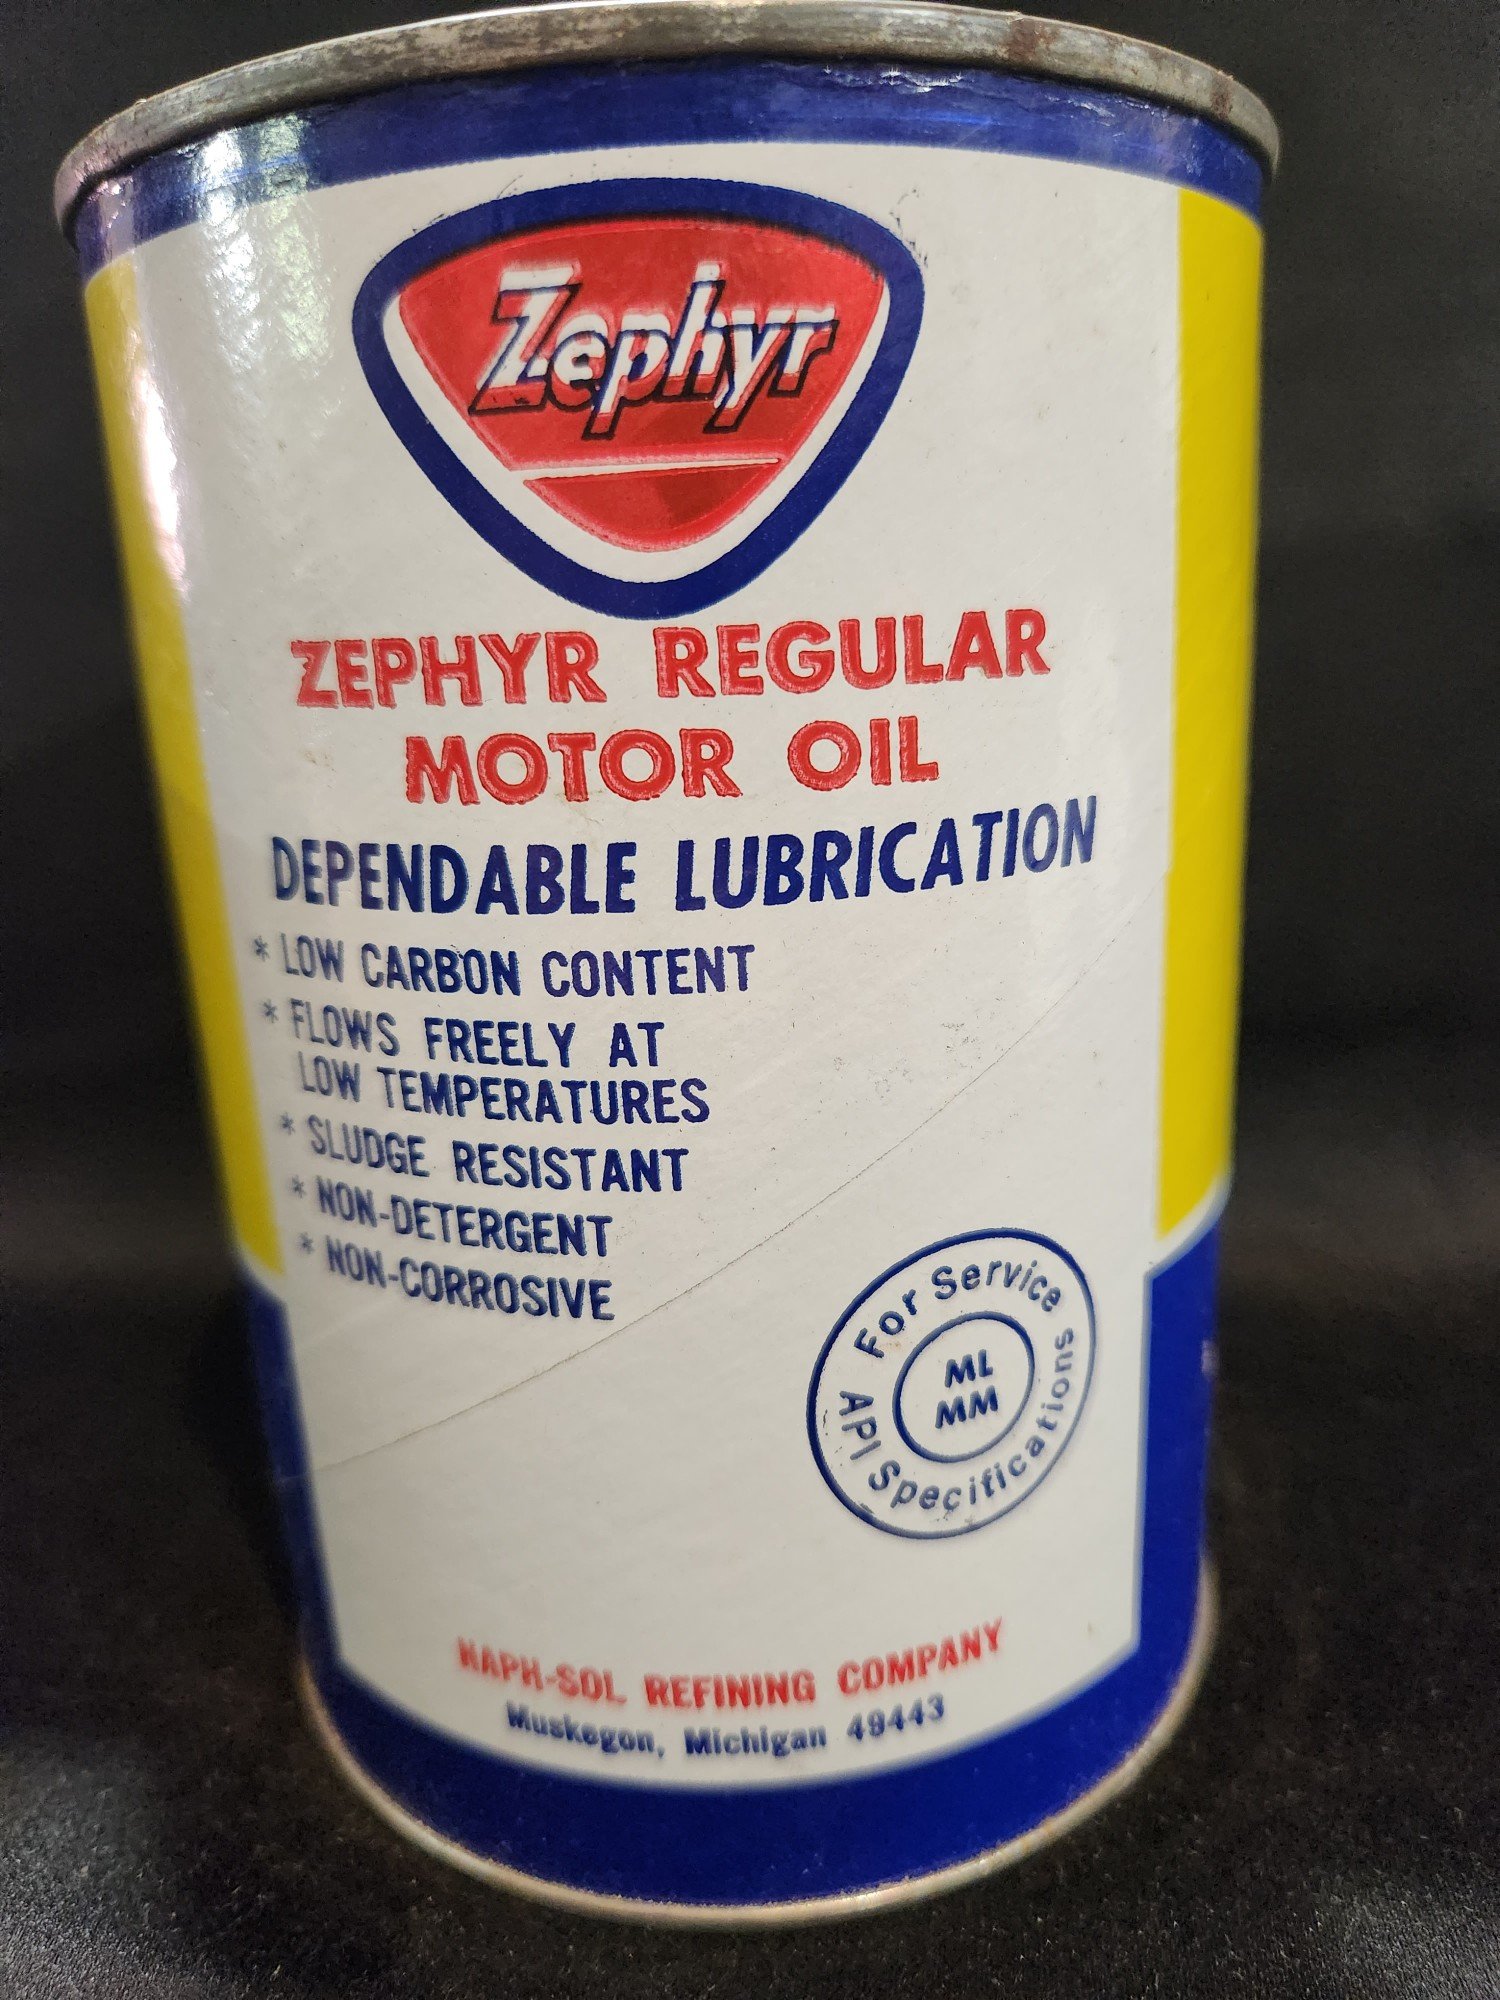 Zephyr
ZEPHYR REGULAR
MOTOR OIL
DEPENDABLE LUBRICATION
* LOW CARBON CONTENT
* FLOWS FREELY AT
LOW TEMPERATURES
* SLUDGE RESISTANT
* NON-DETERGENT
* NON-CORROSIVE
For Service
ML
MM
API Specifications
NAPH-SOL REFINING COMPANY
Muskegon, Michigan 49443